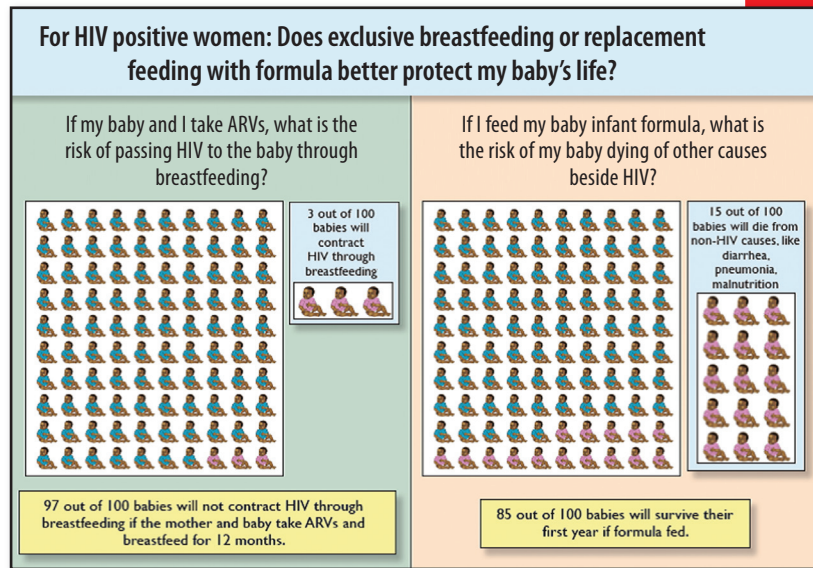 For HIV positive women: Does exclusive breastfeeding or replacement
feeding with formula better protect my baby's life?
If my baby and I take ARVs, what is the
risk of passing HIV to the baby through
breastfeeding?
3 out of 100
babies will
contract
HIV through
breastfeeding
97 out of 100 babies will not contract HIV through
breastfeeding if the mother and baby take ARVs and
breastfeed for 12 months.
If I feed my baby infant formula, what is
the risk of my baby dying of other causes
beside HIV?
15 out of 100
babies will die from
non-HIV causes, like
diarrhea,
pneumonia,
malnutrition
85 out of 100 babies will survive their
first year if formula fed.